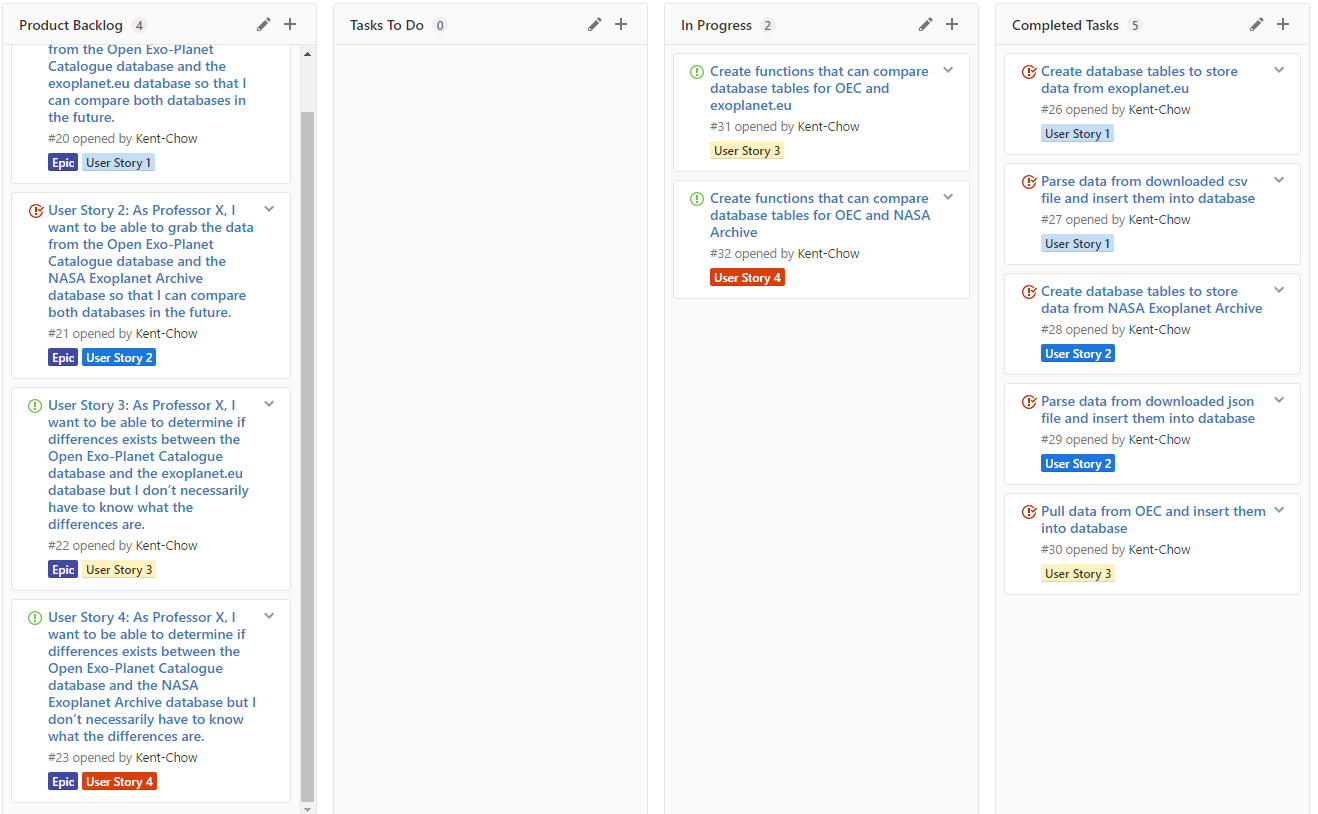 Product Backlog 4
from the Open Exo-Planet
Catalogue database and the
exoplanet.eu database so that I
can compare both databases in
the future.
#20 opened by Kent-Chow
Epic User Story 1
User Story 2: As Professor X, I
want to be able to grab the data
from the Open Exo-Planet
Catalogue database and the
NASA Exoplanet Archive
database so that I can compare
both databases in the future.
#21 opened by Kent-Chow
Epic User Story 2
User Story 3: As Professor X, I
want to be able to determine if
differences exists between the
Open Exo-Planet Catalogue
database and the exoplanet.eu
database but I don’t necessarily
have to know what the
differences are.
#22 opened by Kent-Chow
Epic User Story 3
User Story 4: As Professor X, I
want to be able to determine if
differences exists between the
Open Exo-Planet Catalogue
database and the NASA
Exoplanet Archive database but I
don’t necessarily have to know
what the differences are.
#23 opened by Kent-Chow
Epic User Story 4
Tasks To Do 0
In Progress 2
Create functions that can compare
database tables for OEC and
exoplanet.eu
#31 opened by Kent-Chow
User Story 3
Create functions that can compare
database tables for OEC and NASA
Archive
#32 opened by Kent-Chow
User Story 4
Completed Tasks 5
Create database tables to store
data from exoplanet.eu
#26 opened by Kent-Chow
User Story 1
Parse data from downloaded csv
file and insert them into database
#27 opened by Kent-Chow
User Story 1
Create database tables to store
data from NASA Exoplanet Archive
#28 opened by Kent-Chow
User Story 2
Parse data from downloaded json
file and insert them into database
#29 opened by Kent-Chow
User Story 2
Pull data from OEC and insert them
into database
#30 opened by Kent-Chow
User Story 3